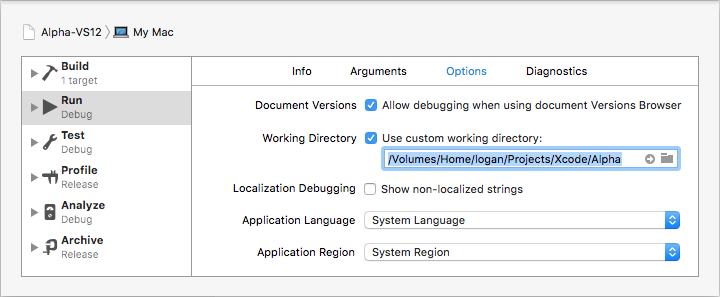 Alpha-VS12 My Mac
Build
1 target
Run
Debug
Test
Debug
Profile
Release
Analyze
Debug
Archive
Release
Info Arguments Options Diagnostics
Document Versions Allow debugging when using document Versions Browser
Working Directory Use custom working directory:
/Volumes/Home/logan/Projects/Xcode/Alpha
Localization Debugging Show non-localized strings
Application Language System Language
Application Region System Region